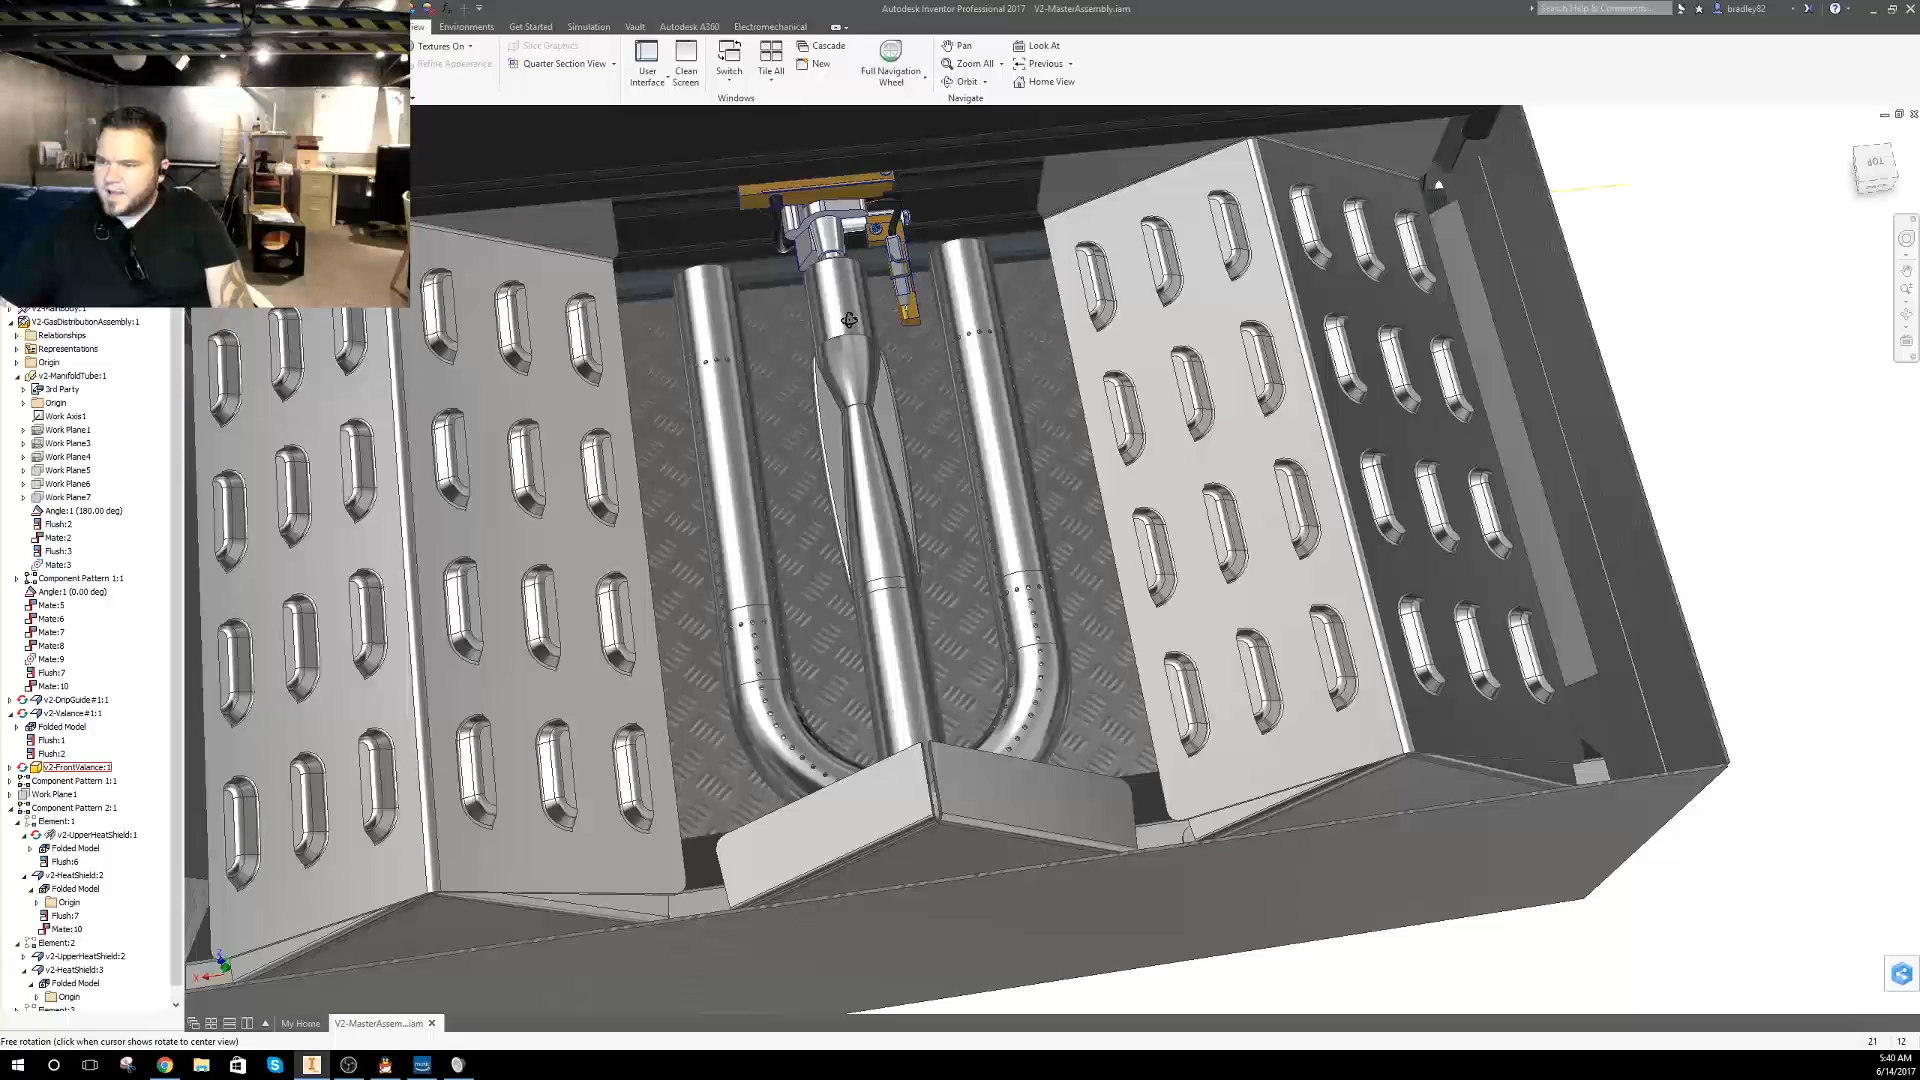 Autodesk Inventor Professional 2017 V2-MasterAssembly.iam
Search Help & Commands...
bradley82
Environments
Get Started
Simulation
Vault
Autodesk A360
Electromechanical
Textures On
Refine Appearance
Slice Graphics
Quarter Section View
User Interface
Clean Screen
Switch
Tile All
Cascade
New
Windows
Full Navigation Wheel
Pan
Zoom All
Orbit
Look At
Previous
Home View
Navigate
TOP
V2-MainBody:1
V2-GasDistributionAssembly:1
Relationships
Representations
Origin
v2-ManifoldTube:1
3rd Party
Origin
Work Axis1
Work Plane1
Work Plane3
Work Plane4
Work Plane5
Work Plane6
Work Plane7
Angle:1 (180.00 deg)
Flush:2
Mate:2
Flush:3
Mate:3
Component Pattern 1:1
Angle:1 (0.00 deg)
Mate:5
Mate:6
Mate:7
Mate:8
Mate:9
Flush:7
Mate:10
v2-DripGuide#1:1
v2-Valance#1:1
Folded Model
Flush:1
Flush:2
v2-FrontValance:1
Component Pattern 1:1
Work Plane1
Component Pattern 2:1
Element:1
v2-UpperHeatShield:1
Folded Model
Flush:6
v2-HeatShield:2
Folded Model
Origin
Flush:7
Mate:10
Element:2
v2-UpperHeatShield:2
v2-HeatShield:3
Folded Model
Origin
Element:3
Z
X
My Home
V2-MasterAssem...iam
Free rotation (click when cursor shows rotate to center view)
21 12
5:40 AM
6/14/2017